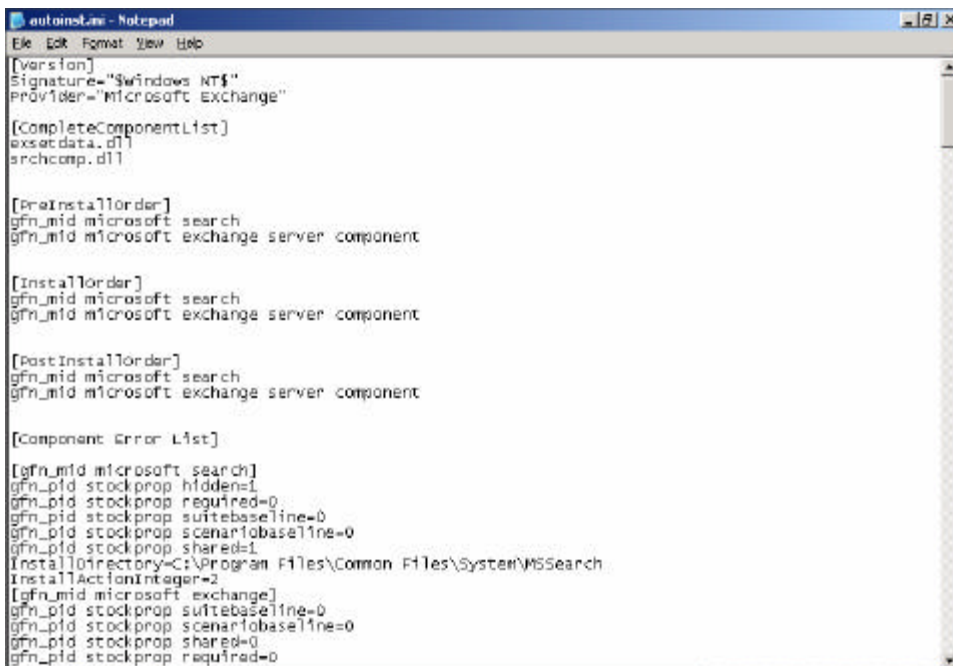 autoinst.ini - Notepad
File Edit Format View Help
[Version]
Signature="$Windows NT$"
Provider="Microsoft Exchange"
[CompleteComponentList]
exsetdata.dll
srchcomp.dll
[PreInstallOrder]
gfn_mid microsoft search
gfn_mid microsoft exchange server component
[InstallOrder]
gfn_mid microsoft search
gfn_mid microsoft exchange server component
[PostInstallOrder]
gfn_mid microsoft search
gfn_mid microsoft exchange server component
[Component Error List]
[gfn_mid microsoft search]
gfn_pid stockprop hidden=1
gfn_pid stockprop required=0
gfn_pid stockprop suitebaseline=0
gfn_pid stockprop scenariobaseline=0
gfn_pid stockprop shared=1
InstallDirectory=C:\Program Files\Common Files\System\MSSearch
InstallActionInteger=2
[gfn_mid microsoft exchange]
gfn_pid stockprop suitebaseline=0
gfn_pid stockprop scenariobaseline=0
gfn_pid stockprop shared=0
gfn_pid stockprop required=0